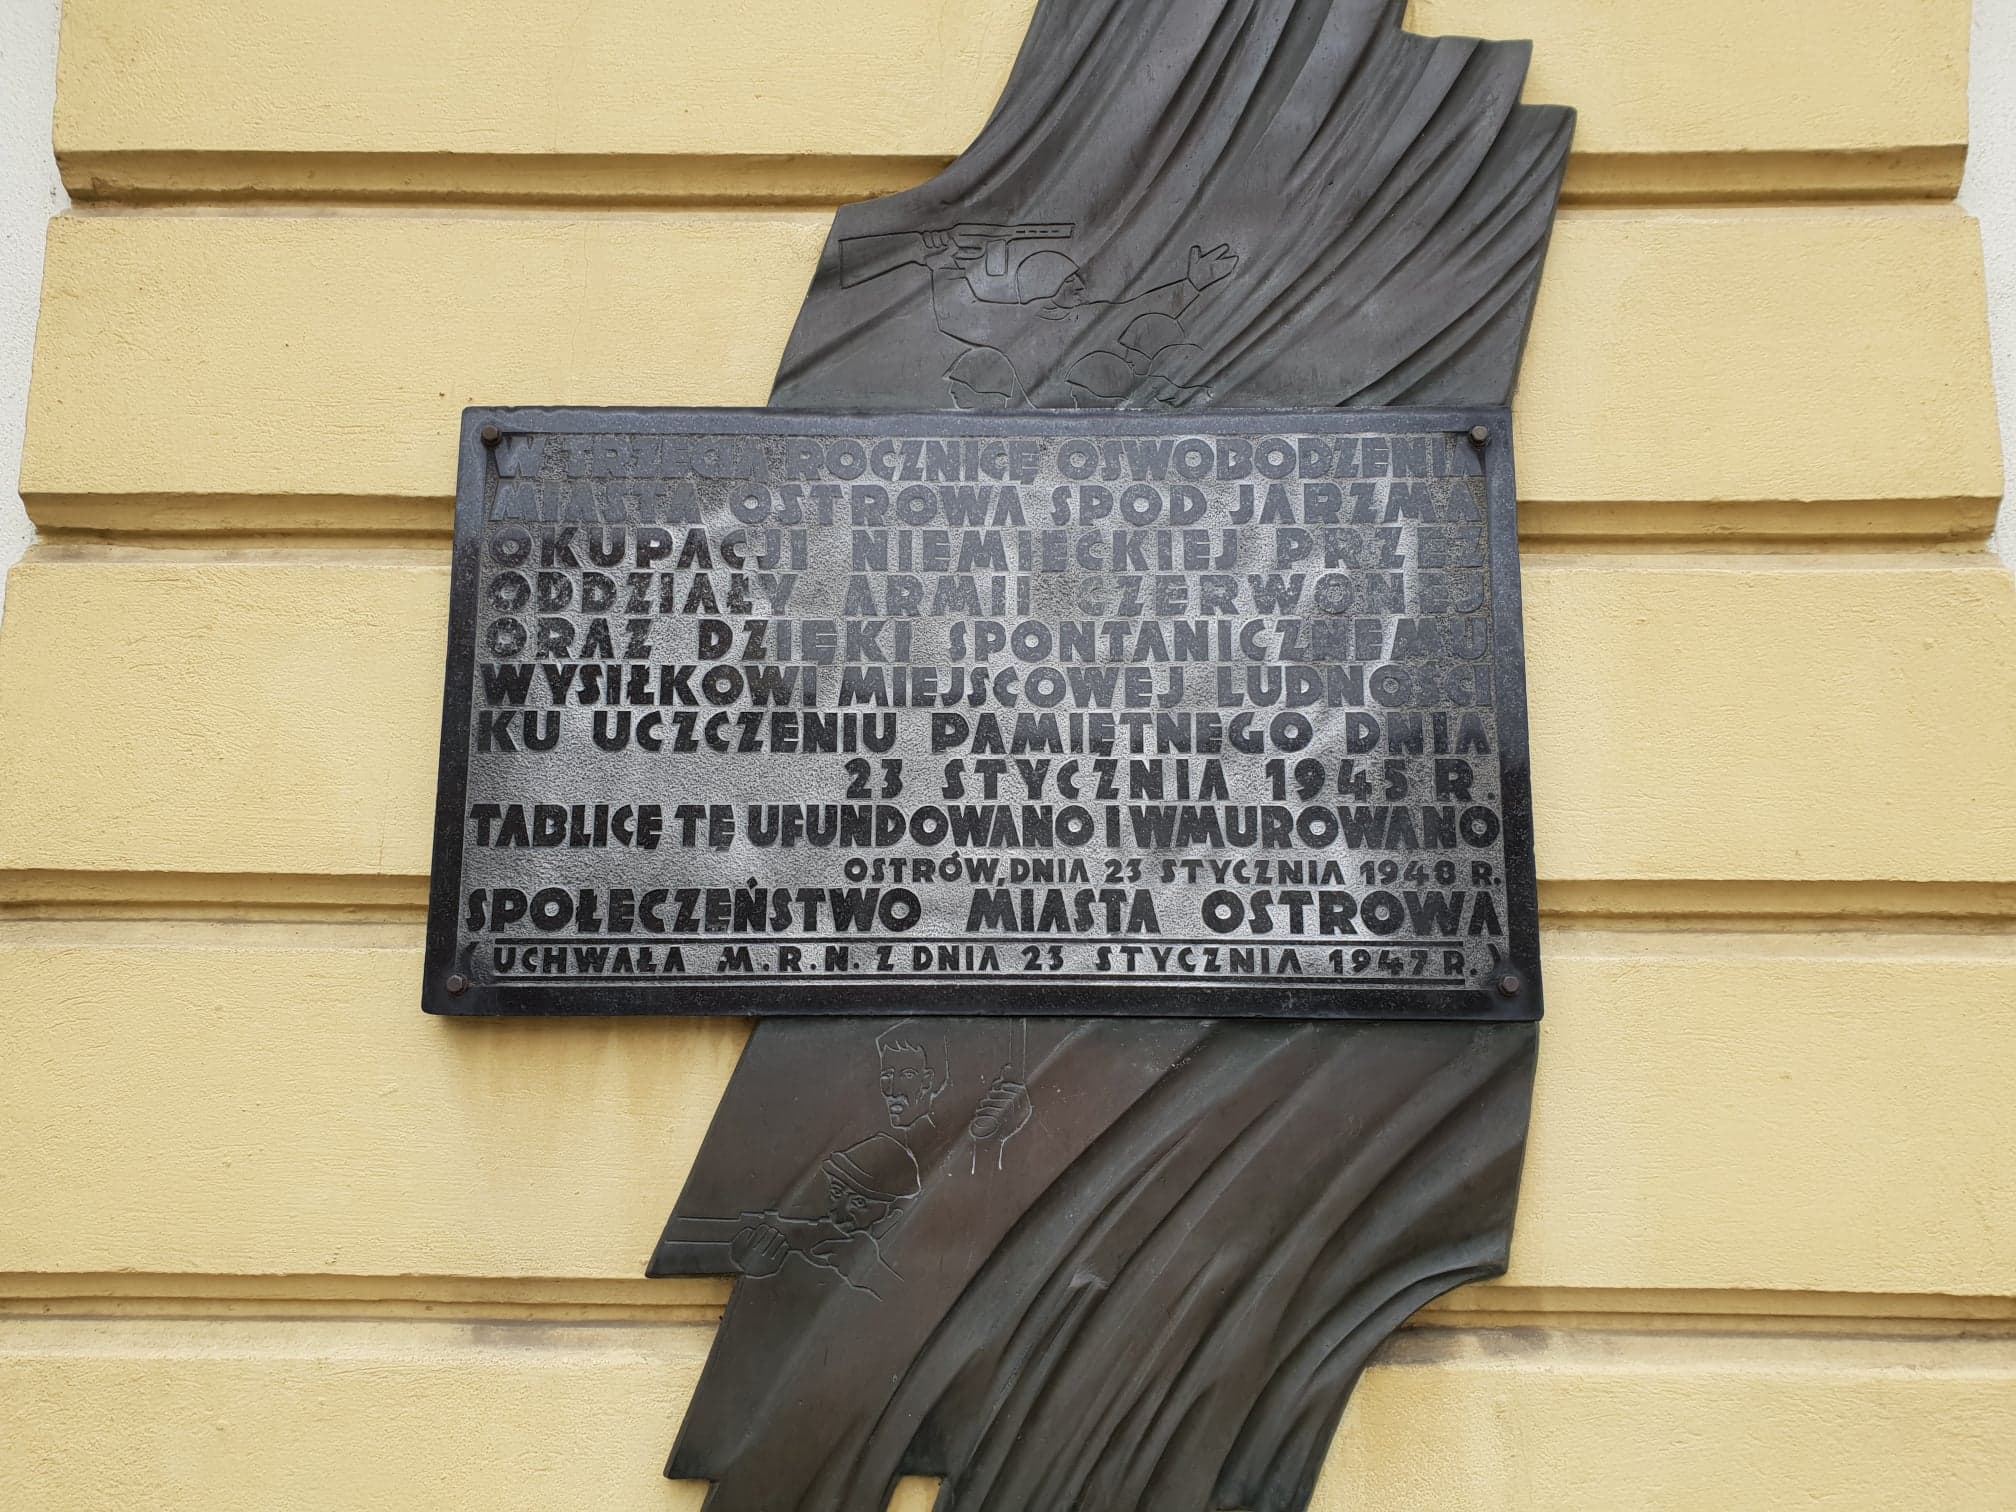 W TRZECIĄ ROCZNICĘ OSWOBODZENIA
MIASTA OSTROWA SPOD JARZMA
OKUPACJI NIEMIECKIEJ PRZEZ
ODDZIAŁY ARMII CZERWONEJ
ORAZ DZIĘKI SPONTANICZNEMU
WYSIŁKOWI MIEJSCOWEJ LUDNOŚCI
KU UCZCZENIU PAMIĘTNEGO DNIA
23 STYCZNIA 1945 R.
TABLICĘ TĘ UFUNDOWANO I WMUROWANO
OSTRÓW, DNIA 23 STYCZNIA 1948 R.
SPOŁECZEŃSTWO MIASTA OSTROWA
(UCHWAŁA M.R.N. Z DNIA 23 STYCZNIA 1947 R.)